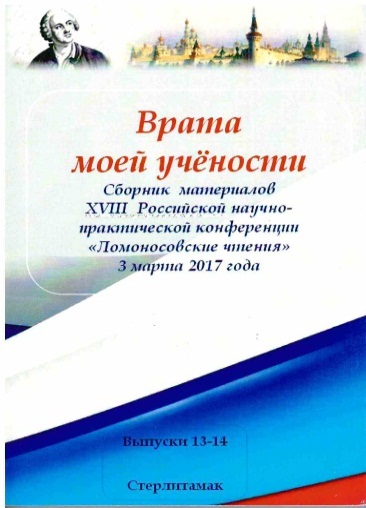 Врата
моей учёности
Сборник материалов
XVIII Российской научно-
практической конференции
«Ломоносовские чтения»
3 марта 2017 года
Выпуски 13-14
Стерлитамак